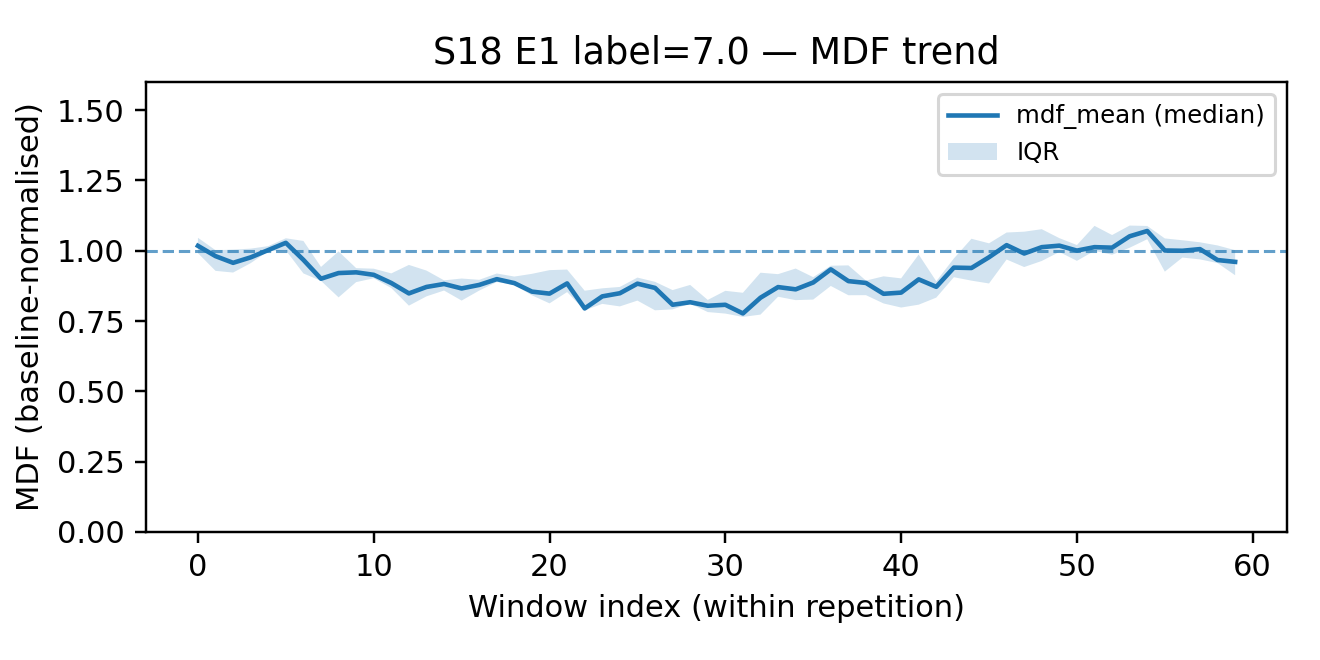 S18 E1 label=7.0 — MDF trend
mdf_mean (median)
IQR
MDF (baseline-normalised)
1.50
1.25
1.00
0.75
0.50
0.25
0.00
0 10 20 30 40 50 60
Window index (within repetition)